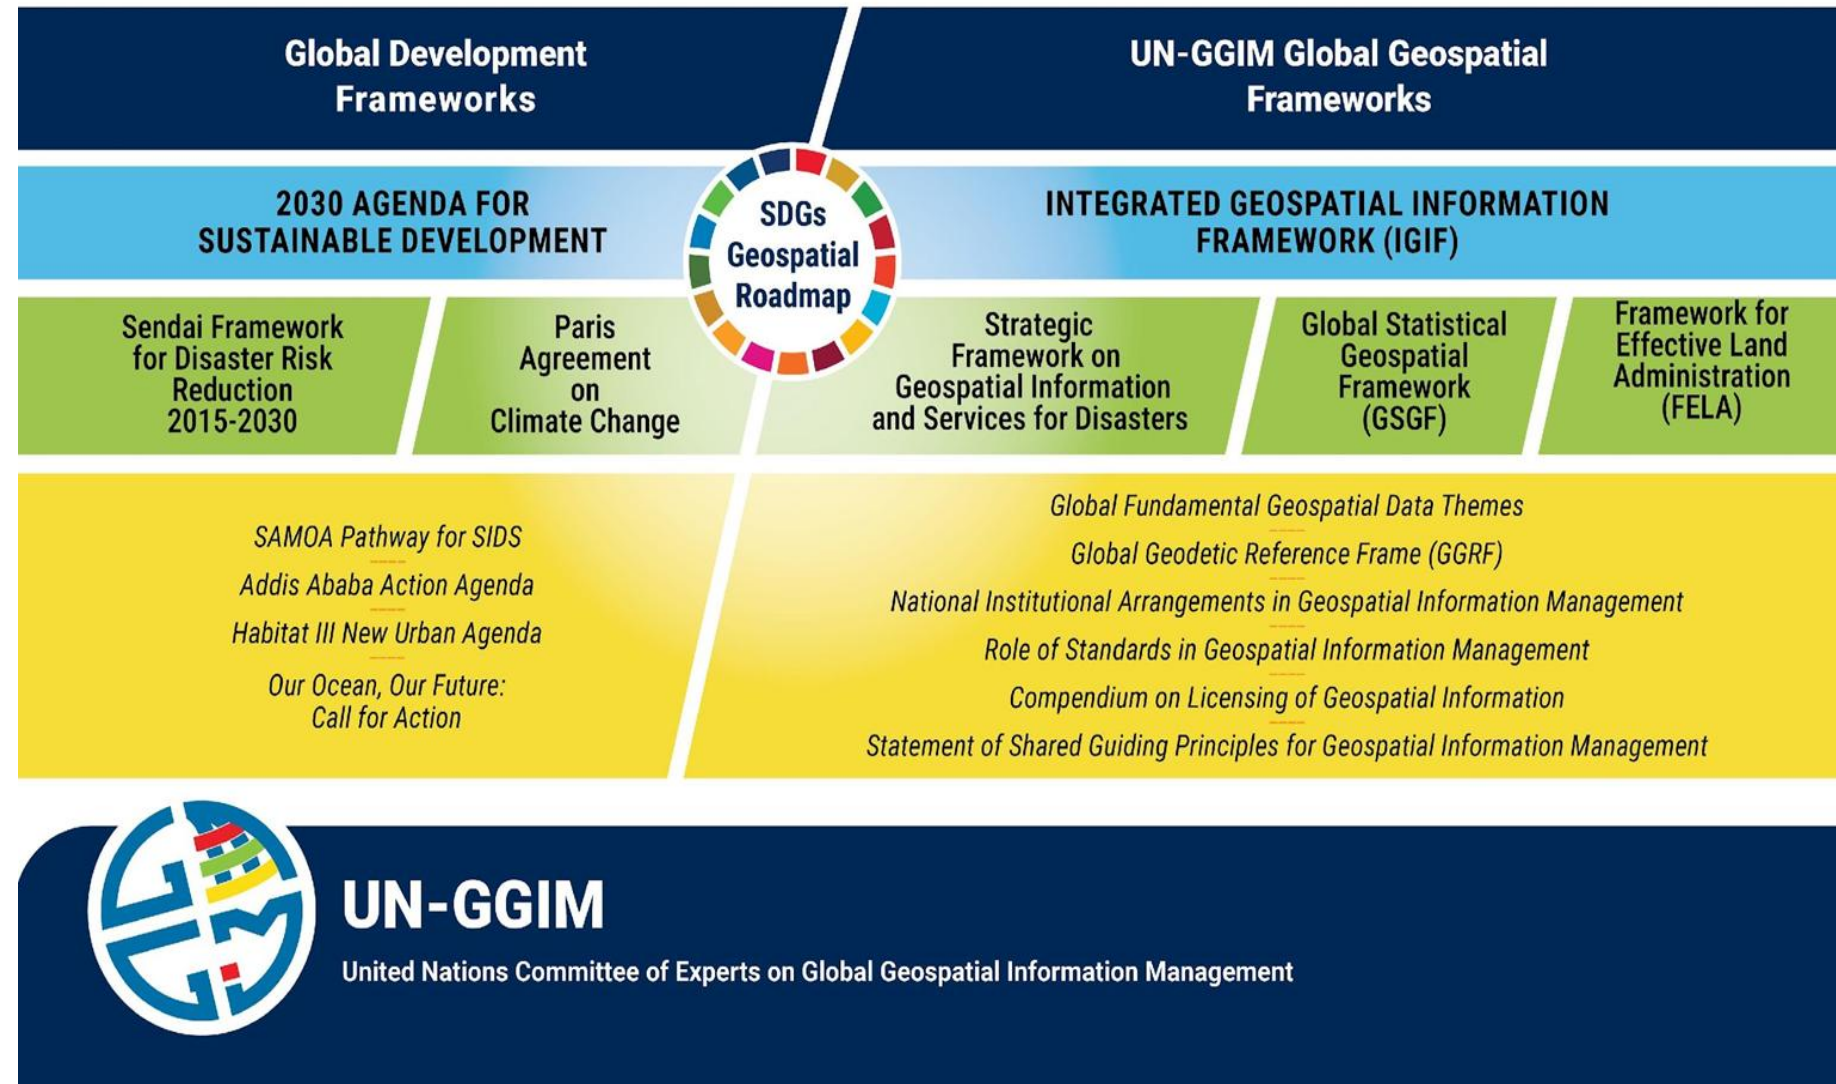 Global Development
Frameworks
UN-GGIM Global Geospatial
Frameworks
2030 AGENDA FOR
SUSTAINABLE DEVELOPMENT
SDGs
Geospatial
Roadmap
INTEGRATED GEOSPATIAL INFORMATION
FRAMEWORK (IGIF)
Sendai Framework
for Disaster Risk
Reduction
2015-2030
Paris
Agreement
on
Climate Change
Strategic
Framework on
Geospatial Information
and Services for Disasters
Global Statistical
Geospatial
Framework
(GSGF)
Framework for
Effective Land
Administration
(FELA)
SAMOA Pathway for SIDS
Addis Ababa Action Agenda
Habitat III New Urban Agenda
Our Ocean, Our Future:
Call for Action
Global Fundamental Geospatial Data Themes
Global Geodetic Reference Frame (GGRF)
National Institutional Arrangements in Geospatial Information Management
Role of Standards in Geospatial Information Management
Compendium on Licensing of Geospatial Information
Statement of Shared Guiding Principles for Geospatial Information Management
UN-GGIM
United Nations Committee of Experts on Global Geospatial Information Management